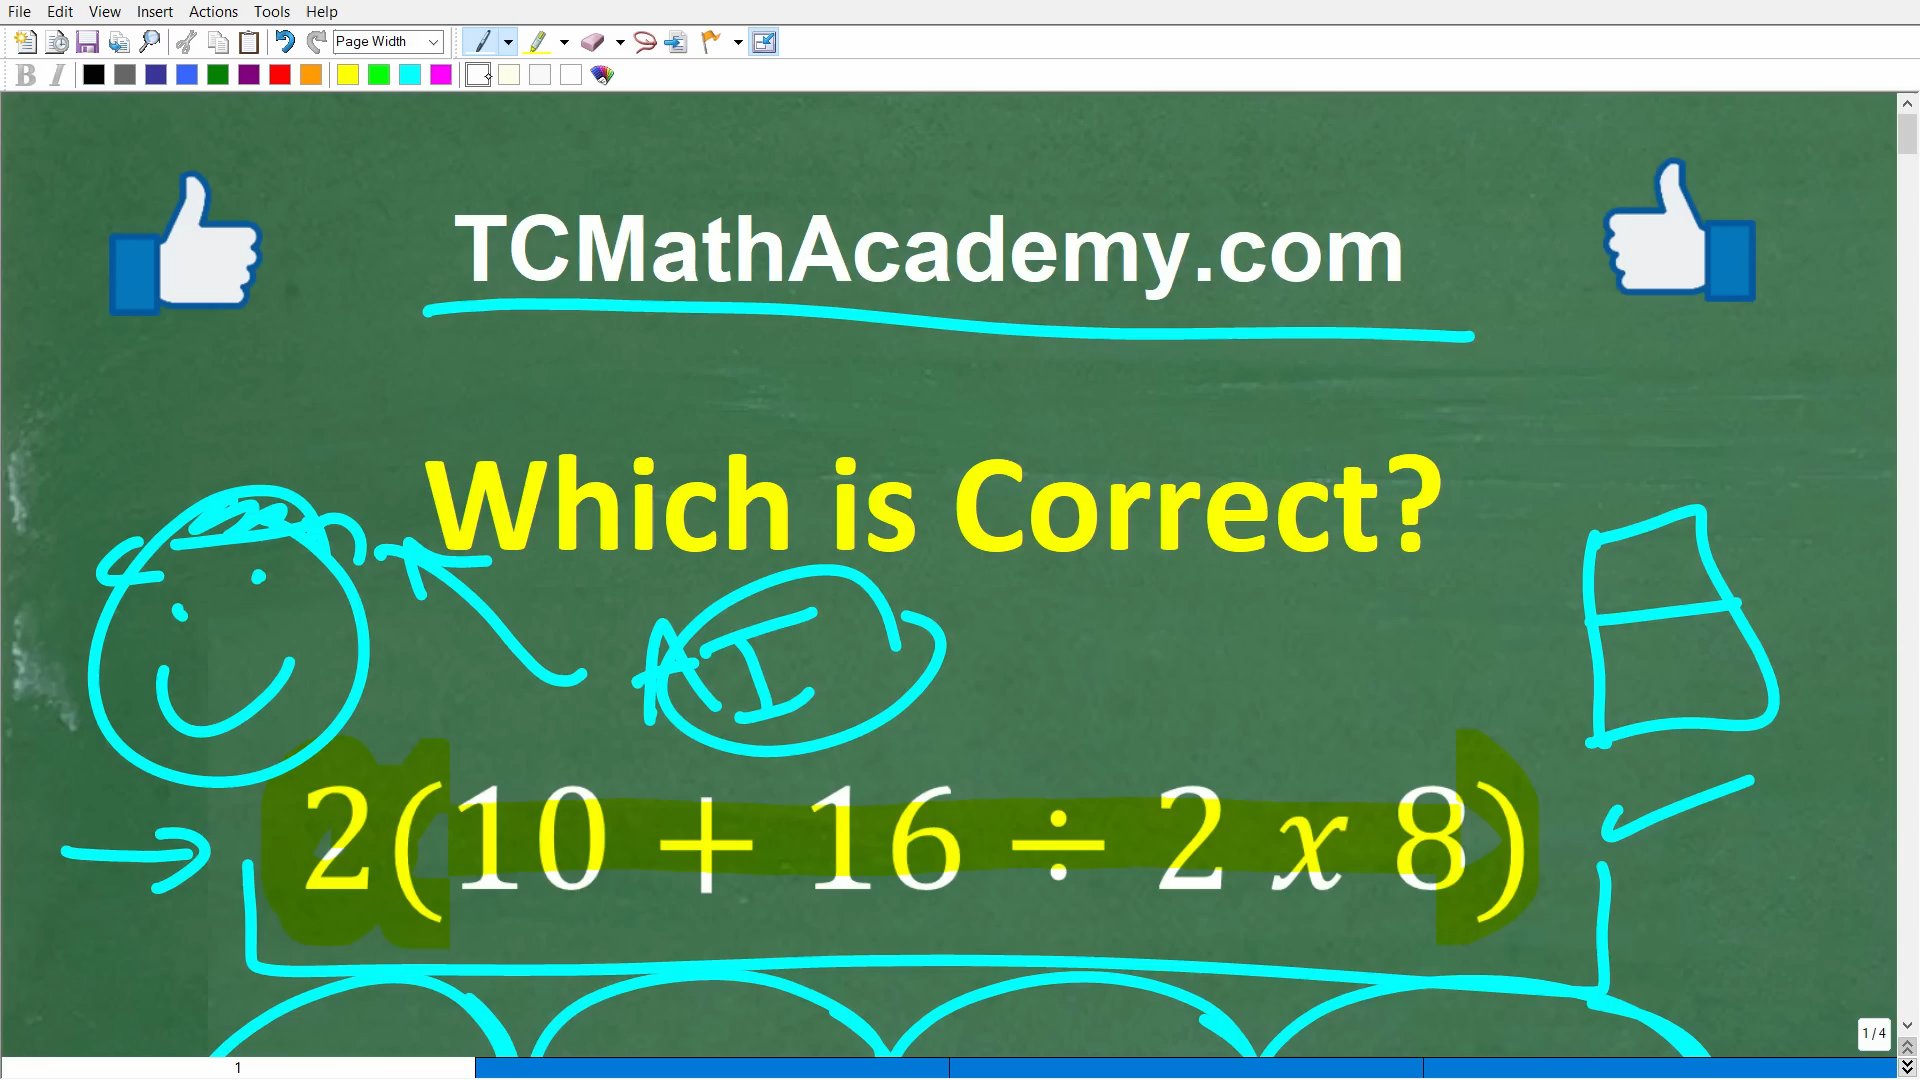 File Edit View Insert Actions Tools Help
Page Width
B I
TCMathAcademy.com
Which is Correct?
AI
2(10 + 16 ÷ 2 x 8)
1 / 4
1